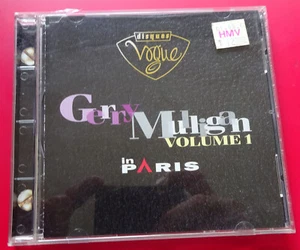 disques
Vogue
HMV
Gerry
Mulligan
VOLUME 1
in PARIS